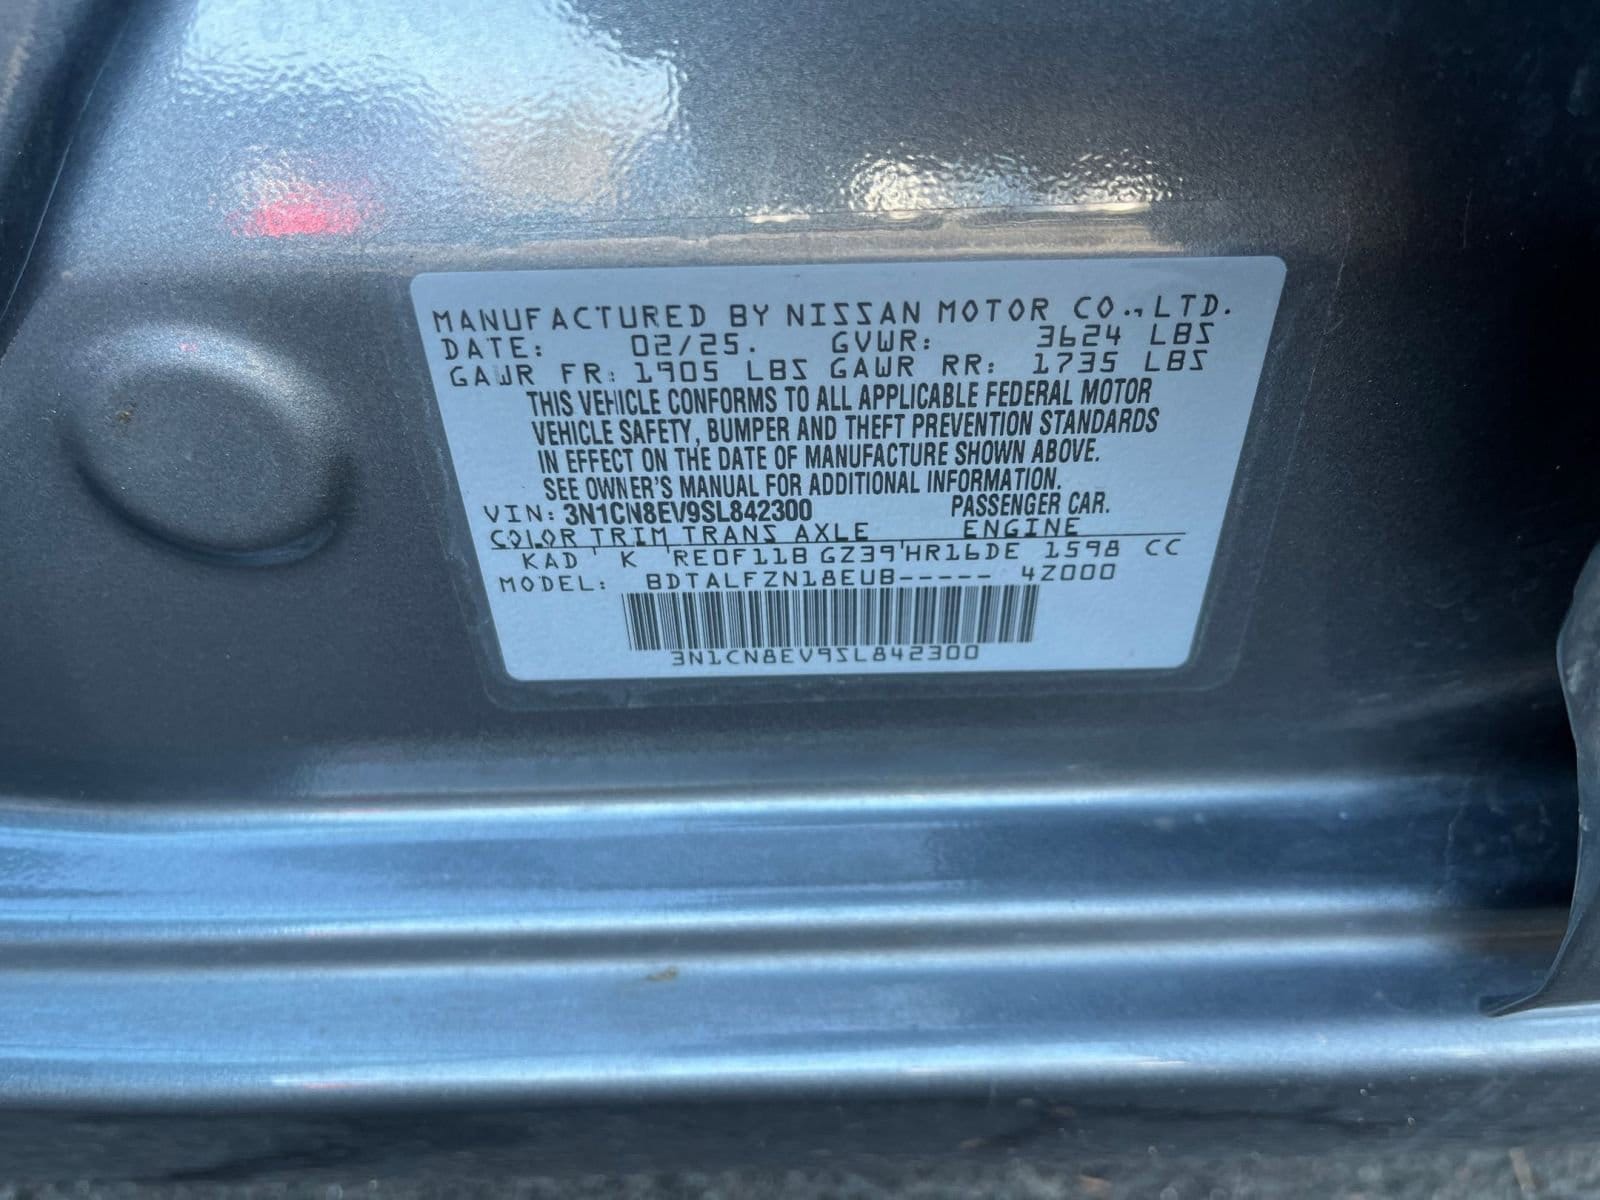 MANUFACTURED BY NISSAN MOTOR CO., LTD.
DATE: 02/25. GVWR: 3624 LBS
GAWR FR: 1905 LBS GAWR RR: 1735 LBS
THIS VEHICLE CONFORMS TO ALL APPLICABLE FEDERAL MOTOR
VEHICLE SAFETY, BUMPER AND THEFT PREVENTION STANDARDS
IN EFFECT ON THE DATE OF MANUFACTURE SHOWN ABOVE.
SEE OWNER'S MANUAL FOR ADDITIONAL INFORMATION.
VIN: 3N1CN8EV9SL842300 PASSENGER CAR.
COLOR TRIM TRANS AXLE ENGINE
KAD K RE0F11B GZ39 HR16DE 1598 CC
MODEL: BDTALFZN18EUB----- 4Z000
3N1CN8EV9SL842300